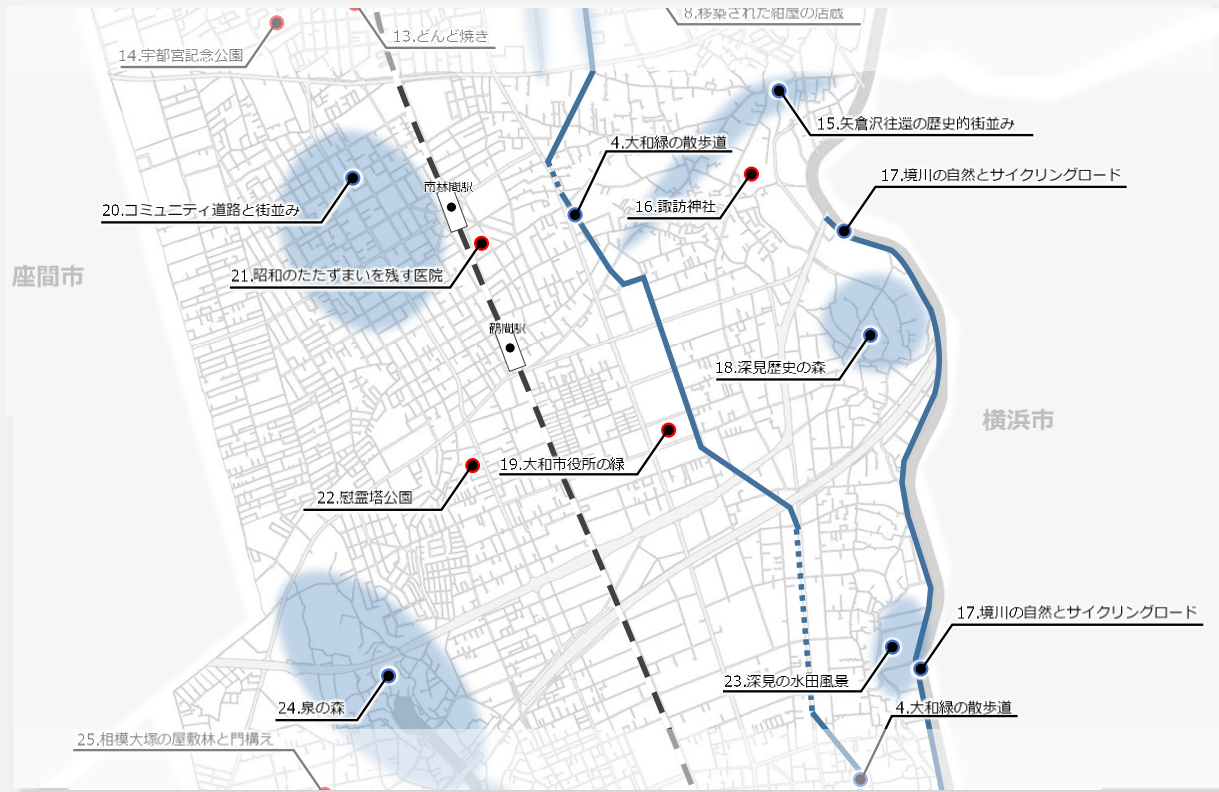 8.移築された紺屋の店蔵
13.どんど焼き
14.宇都宮記念公園
15.矢倉沢往還の歴史的街並み
4.大和緑の散歩道
17.境川の自然とサイクリングロード
南林間駅
20.コミュニティ道路と街並み
16.諏訪神社
21.昭和のたたずまいを残す医院
座間市
鶴間駅
18.深見歴史の森
横浜市
19.大和市役所の緑
22.慰霊塔公園
17.境川の自然とサイクリングロード
23.深見の水田風景
24.泉の森
4.大和緑の散歩道
25.相模大塚の屋敷林と門構え